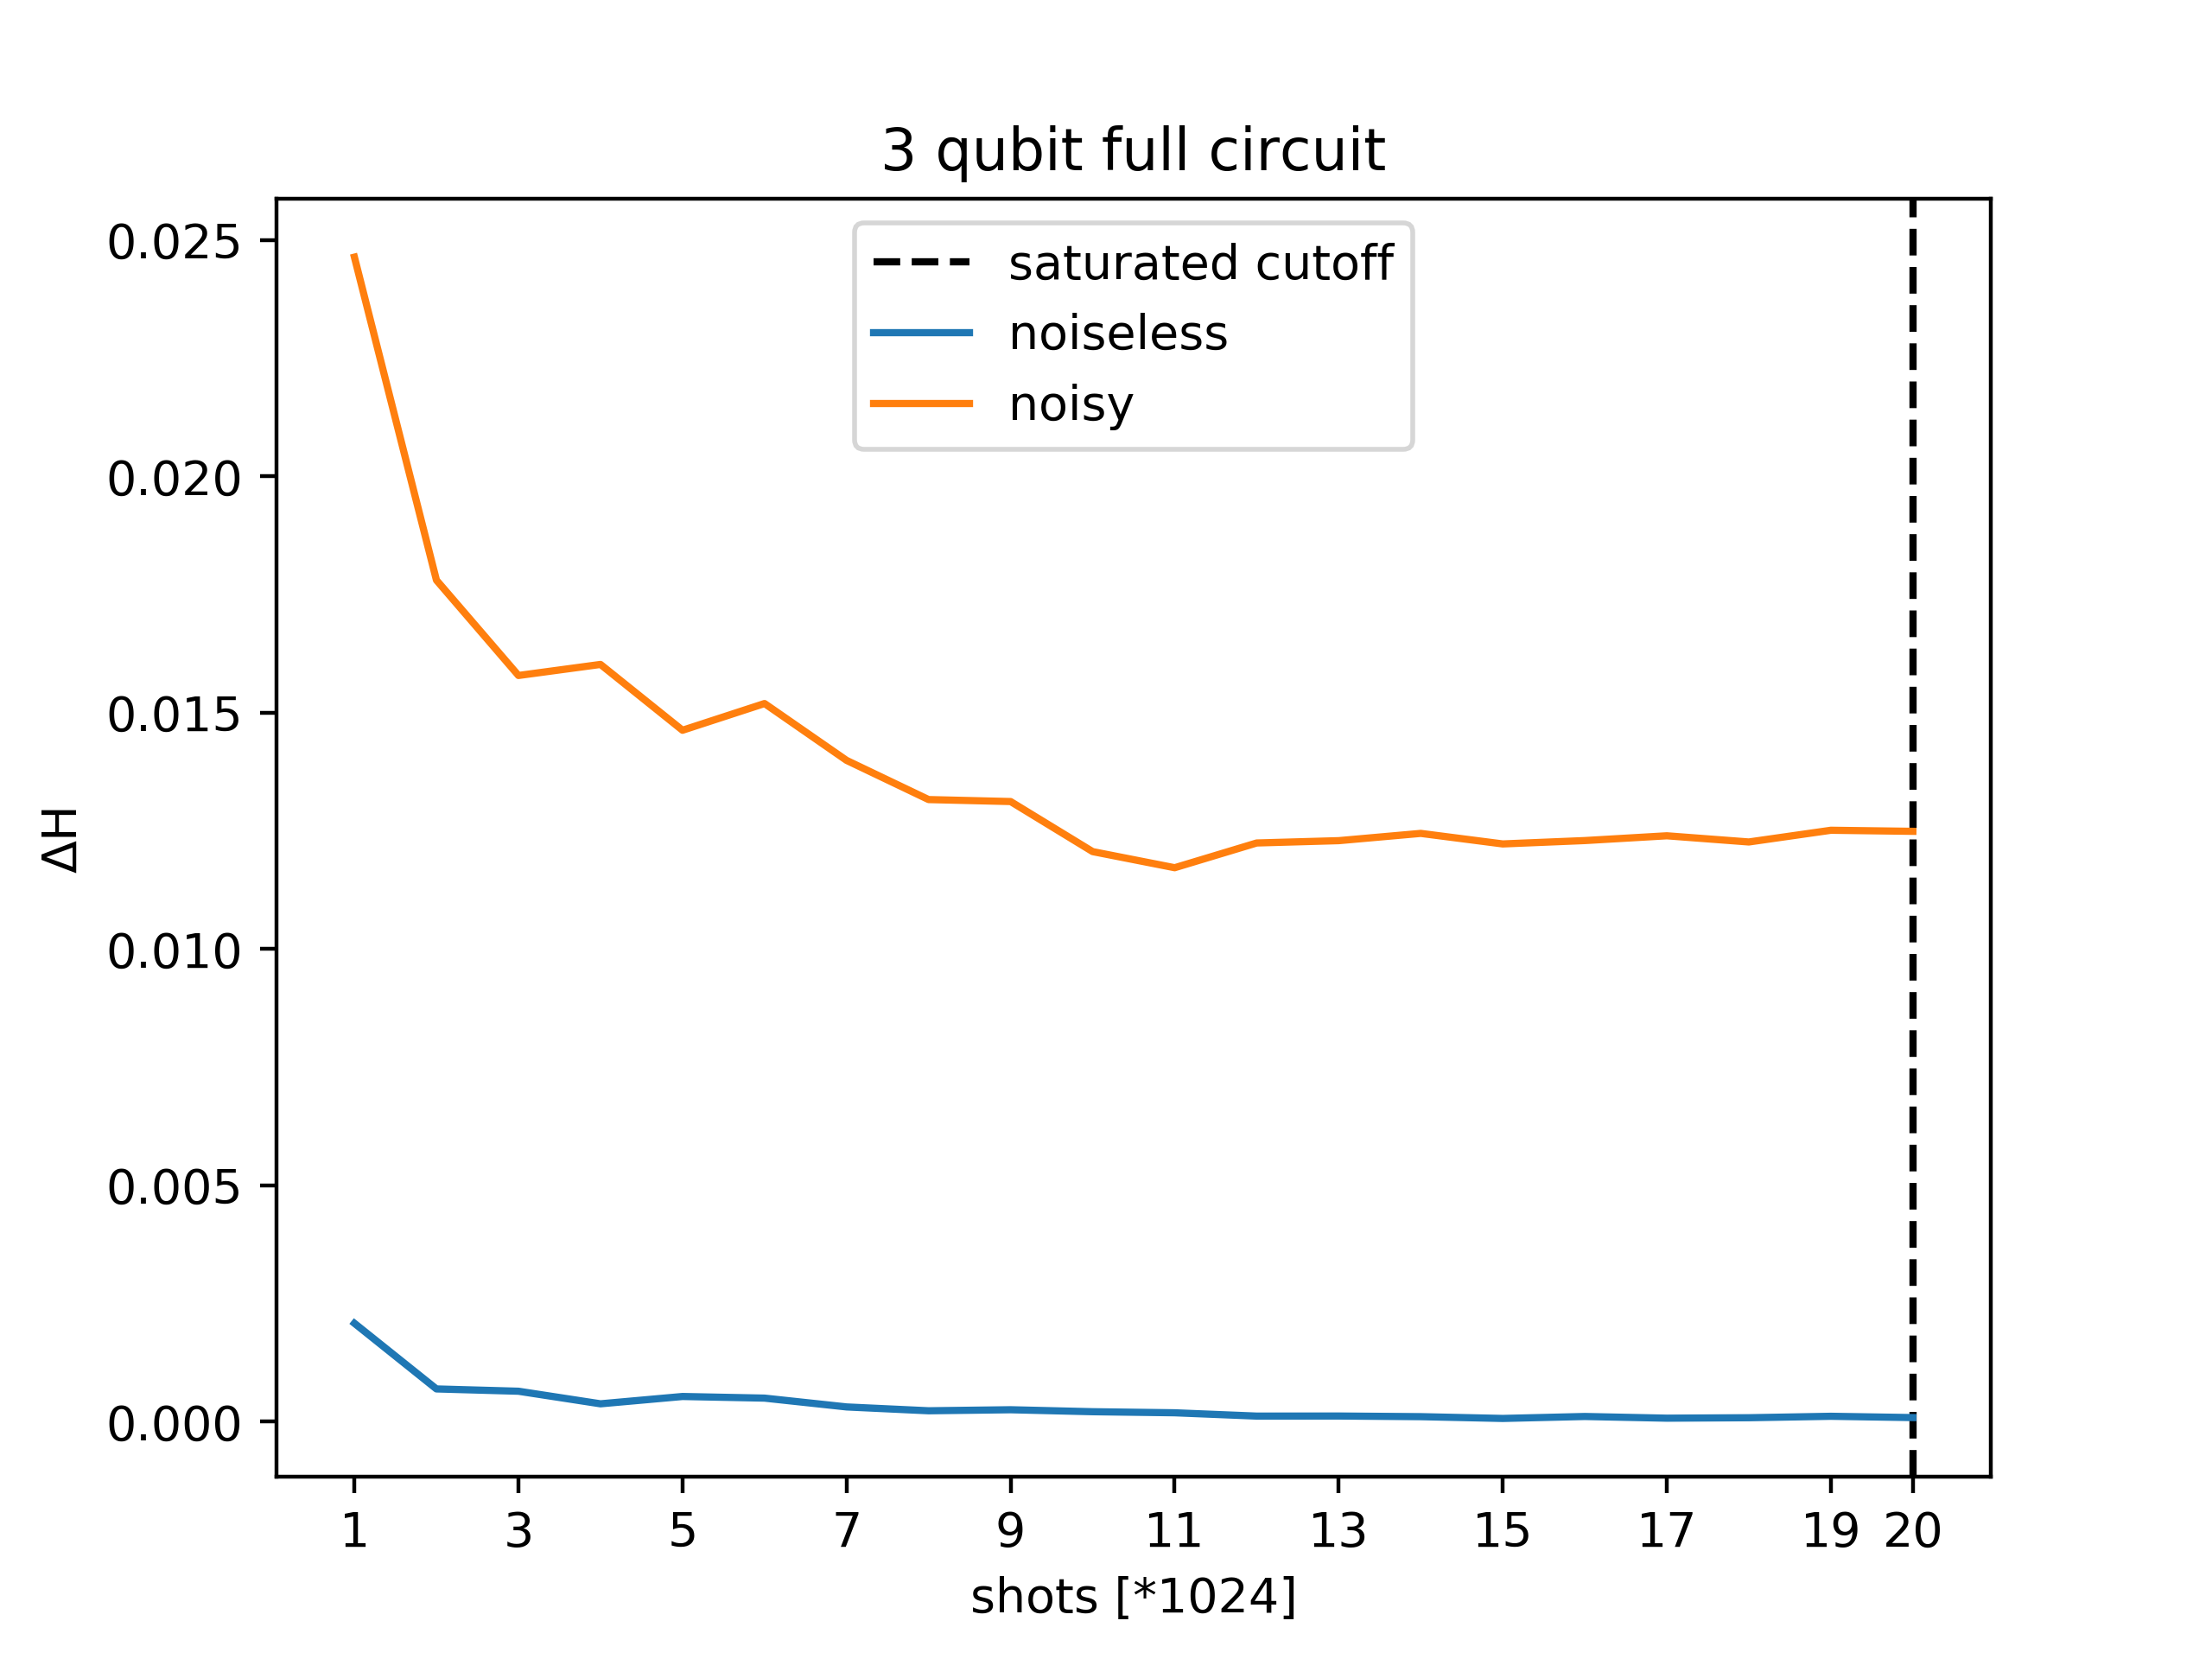 3 qubit full circuit
saturated cutoff
noiseless
noisy
0.025
0.020
0.015
0.010
0.005
0.000
ΔH
1 3 5 7 9 11 13 15 17 19 20
shots [*1024]